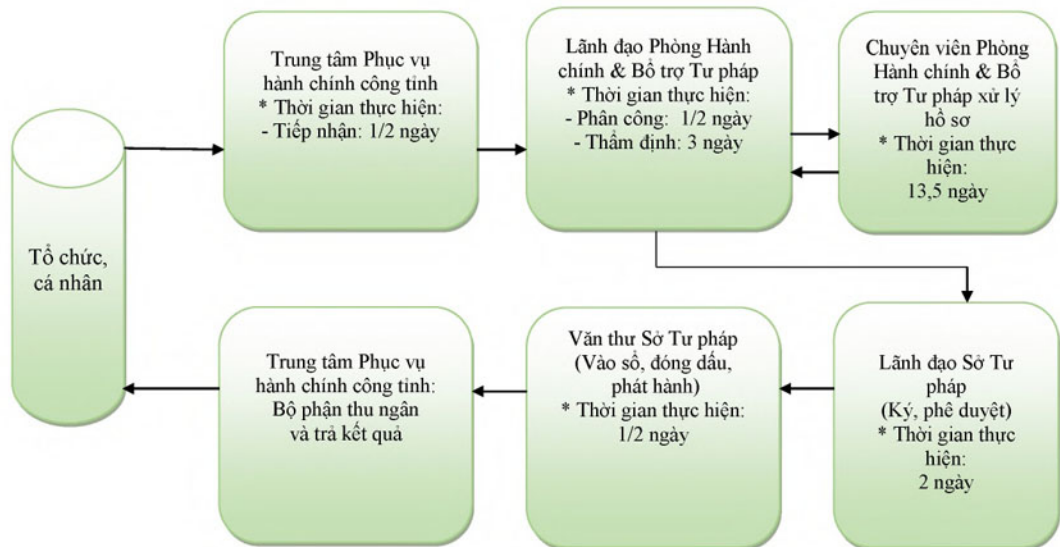 Trung tâm Phục vụ
hành chính công tỉnh
* Thời gian thực hiện:
- Tiếp nhận: 1/2 ngày
Lãnh đạo Phòng Hành
chính & Bổ trợ Tư pháp
* Thời gian thực hiện:
- Phân công: 1/2 ngày
- Thẩm định: 3 ngày
Chuyên viên Phòng
Hành chính & Bổ
trợ Tư pháp xử lý
hồ sơ
* Thời gian thực
hiện:
13,5 ngày
Tổ chức,
cá nhân
Trung tâm Phục vụ
hành chính công tỉnh:
Bộ phận thu ngân
và trả kết quả
Văn thư Sở Tư pháp
(Vào sổ, đóng dấu,
phát hành)
* Thời gian thực hiện:
1/2 ngày
Lãnh đạo Sở Tư
pháp
(Ký, phê duyệt)
* Thời gian thực
hiện:
2 ngày